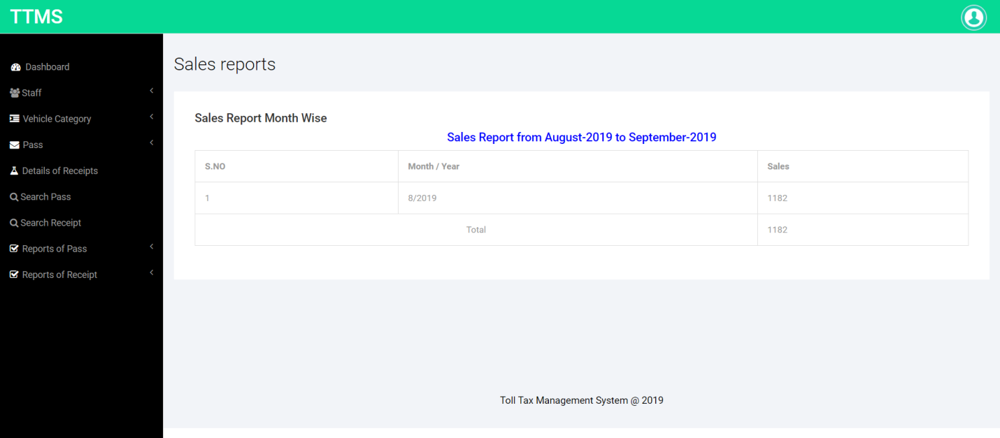 TTMS
Dashboard
Staff
Vehicle Category
Pass
Details of Receipts
Search Pass
Search Receipt
Reports of Pass
Reports of Receipt
Sales reports
Sales Report Month Wise
Sales Report from August-2019 to September-2019
S.NO Month / Year Sales
1 8/2019 1182
Total 1182
Toll Tax Management System @ 2019